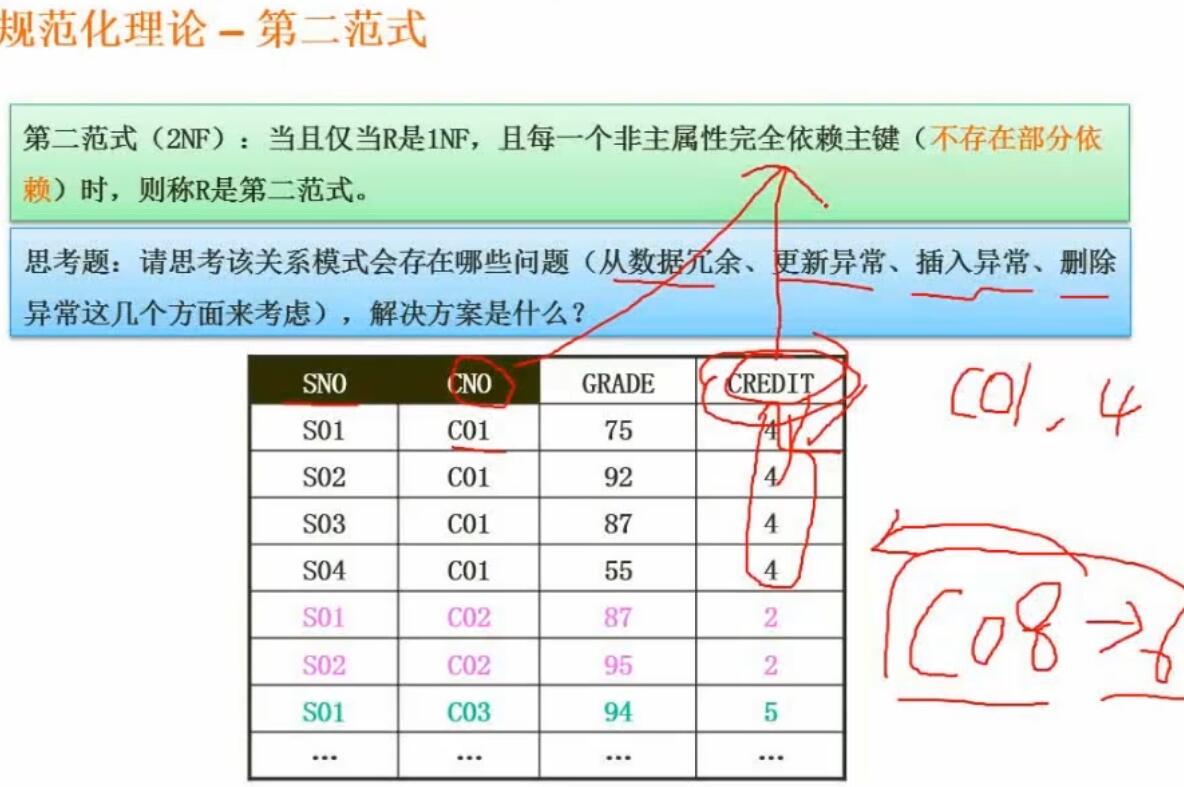 规范化理论 – 第二范式
第二范式（2NF）：当且仅当R是1NF，且每一个非主属性完全依赖主键（不存在部分依
赖）时，则称R是第二范式。
思考题：请思考该关系模式会存在哪些问题（从数据冗余、更新异常、插入异常、删除
异常这几个方面来考虑），解决方案是什么？
SNO CNO GRADE CREDIT
S01 C01 75 4
S02 C01 92 4
S03 C01 87 4
S04 C01 55 4
S01 C02 87 2
S02 C02 95 2
S01 C03 94 5
… … … …
C01, 4
C08 →